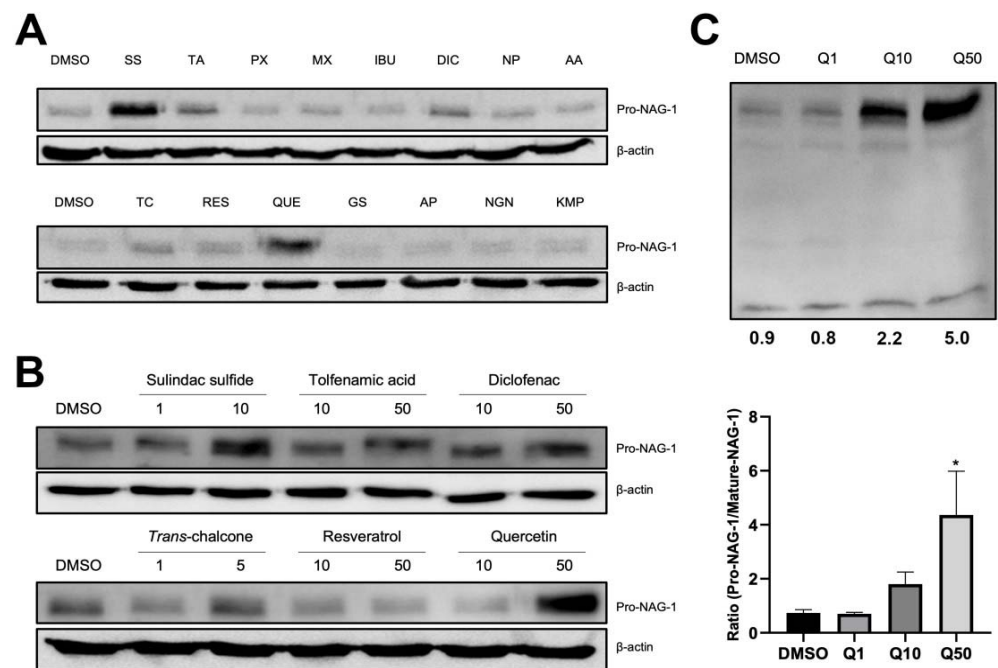 A
DMSO SS TA PX MX IBU DIC NP AA
Pro-NAG-1
β-actin
DMSO TC RES QUE GS AP NGN KMP
Pro-NAG-1
β-actin
B
Sulindac sulfide Tolfenamic acid Diclofenac
DMSO 1 10 10 50 10 50
Pro-NAG-1
β-actin
Trans-chalcone Resveratrol Quercetin
DMSO 1 5 10 50 10 50
Pro-NAG-1
β-actin
C
DMSO Q1 Q10 Q50
0.9 0.8 2.2 5.0
Ratio (Pro-NAG-1/Mature-NAG-1)
8
6
4
2
0
*
DMSO Q1 Q10 Q50